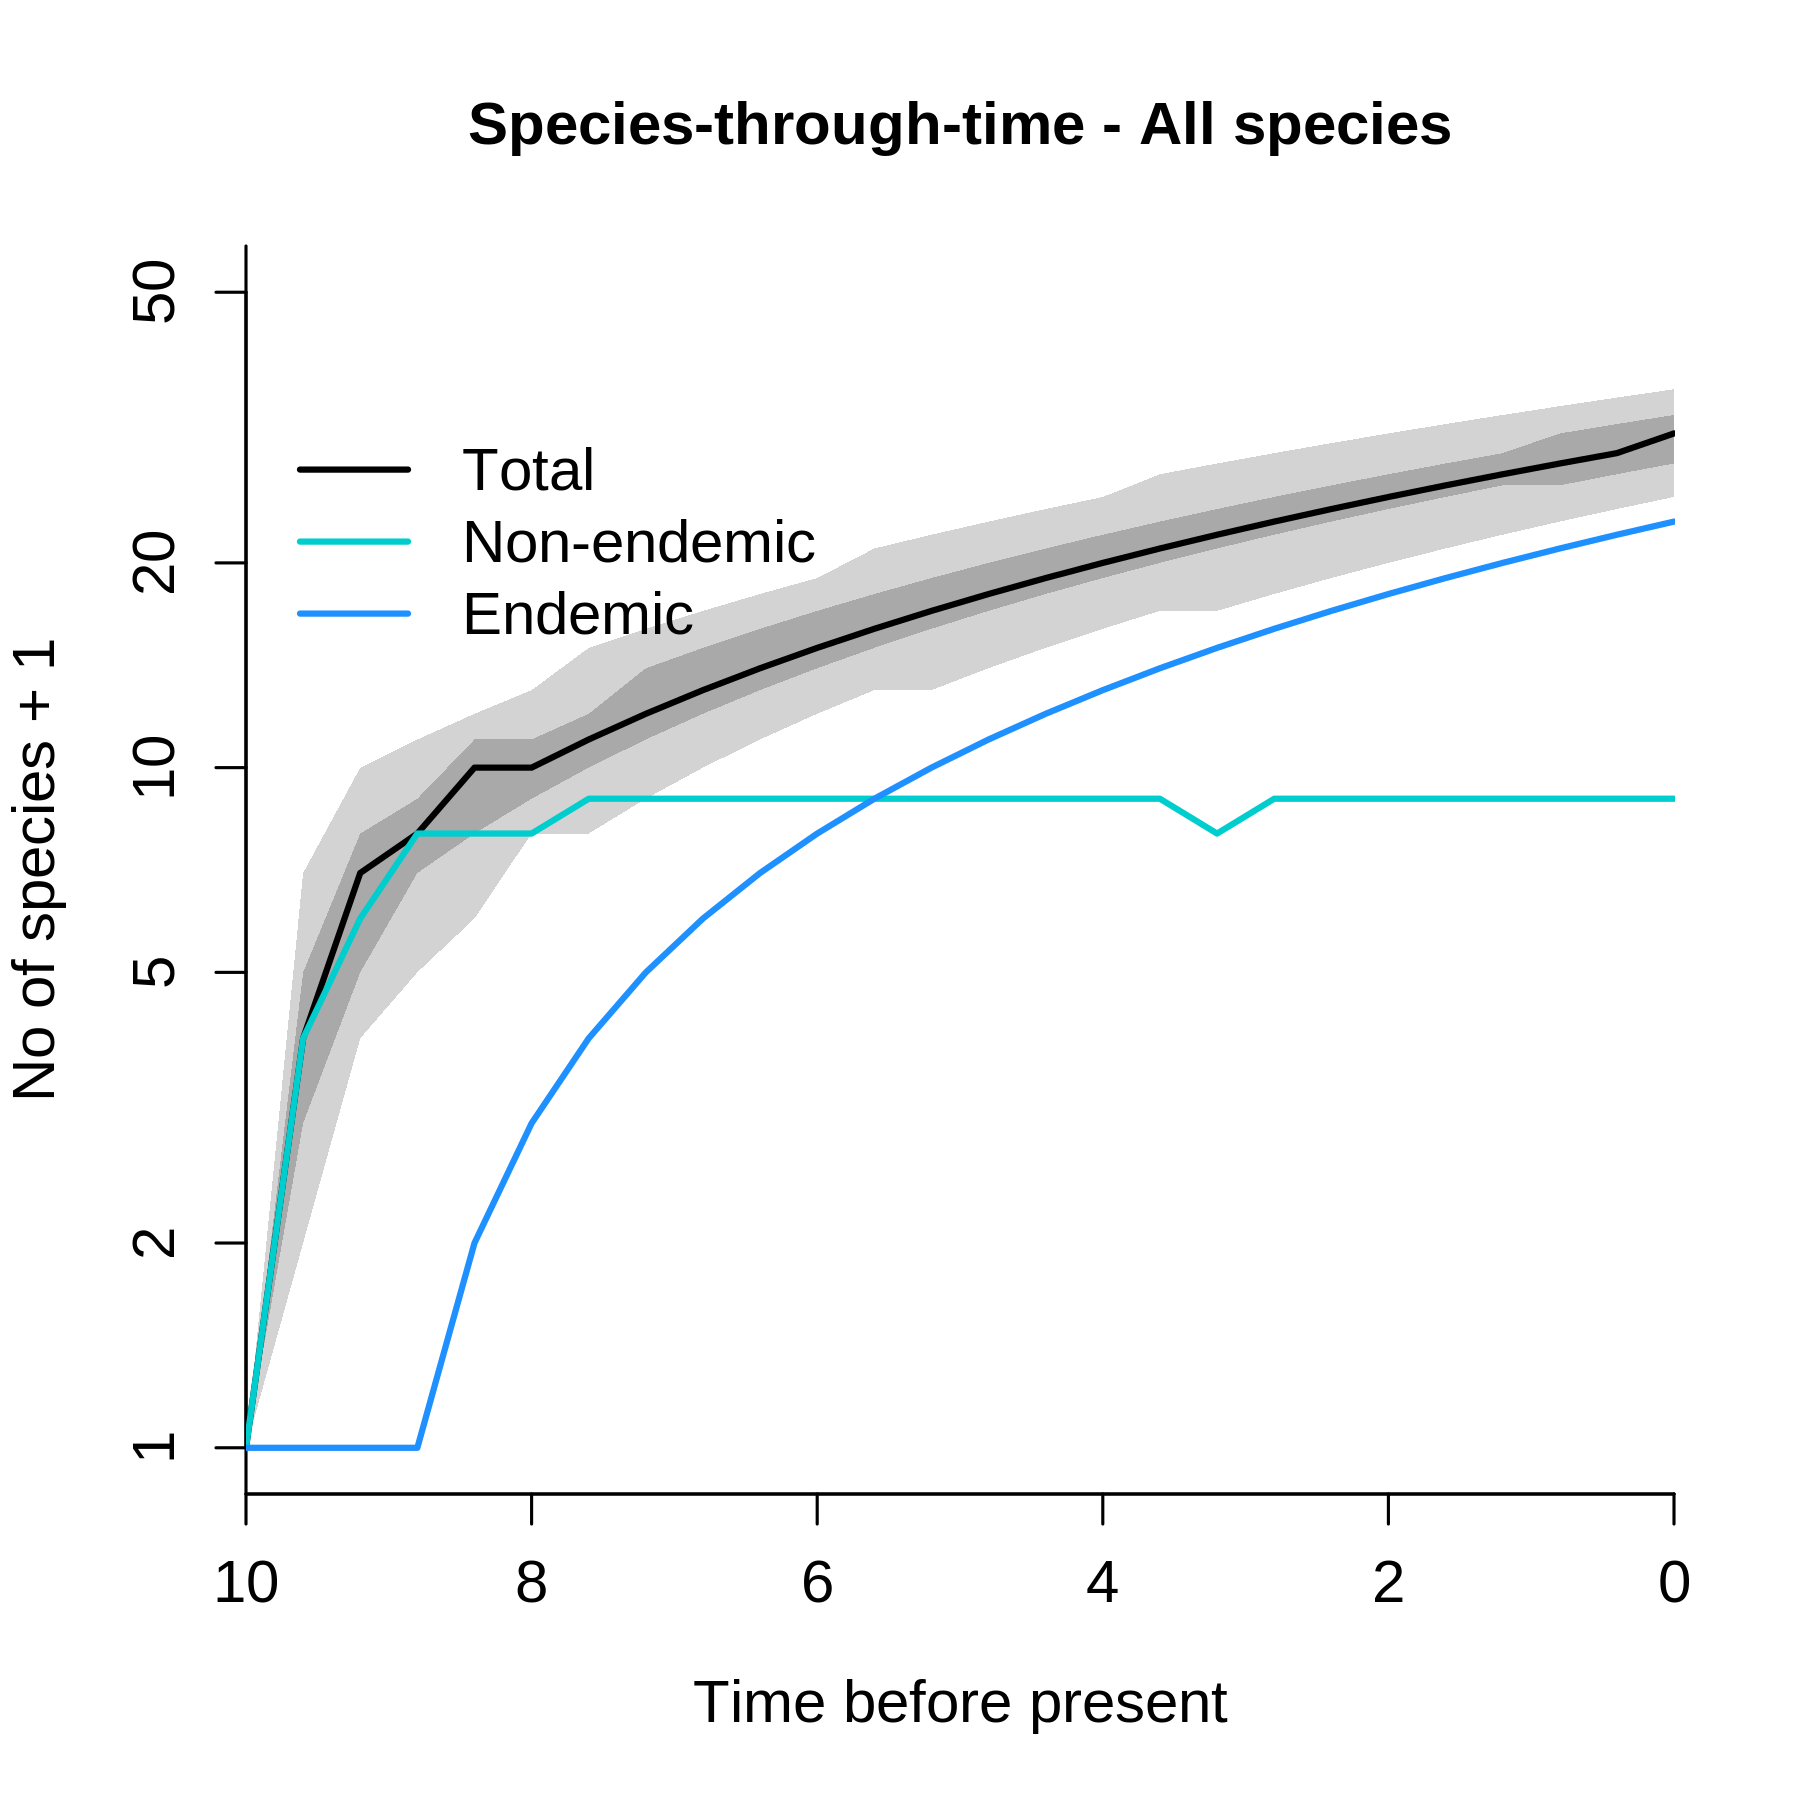 Species-through-time - All species
No of species + 1
50
20
10
5
2
1
Total
Non-endemic
Endemic
10 8 6 4 2 0
Time before present